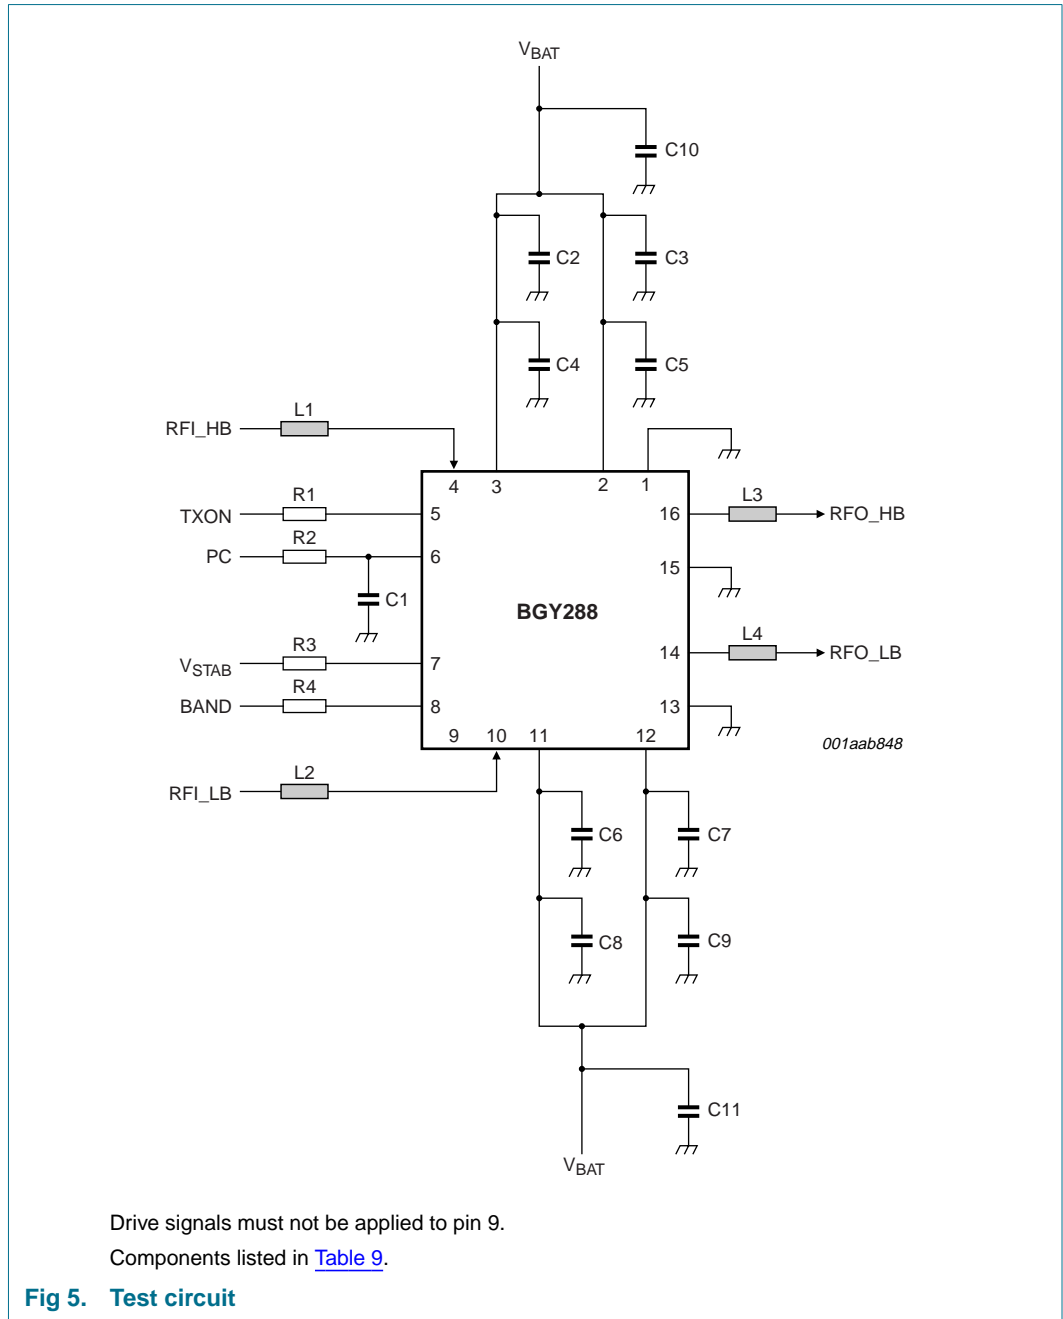 VBAT
C10
C2 C3
C4 C5
L1
RFI_HB
4 3 2 1
R1 L3
TXON 5 16 RFO_HB
R2
PC 6
15
C1
BGY288
R3 L4
VSTAB 7 14 RFO_LB
R4
BAND 8 13
9 10 11 12
001aab848
L2
RFI_LB
C6 C7
C8 C9
C11
VBAT
Drive signals must not be applied to pin 9.
Components listed in Table 9.
Fig 5. Test circuit